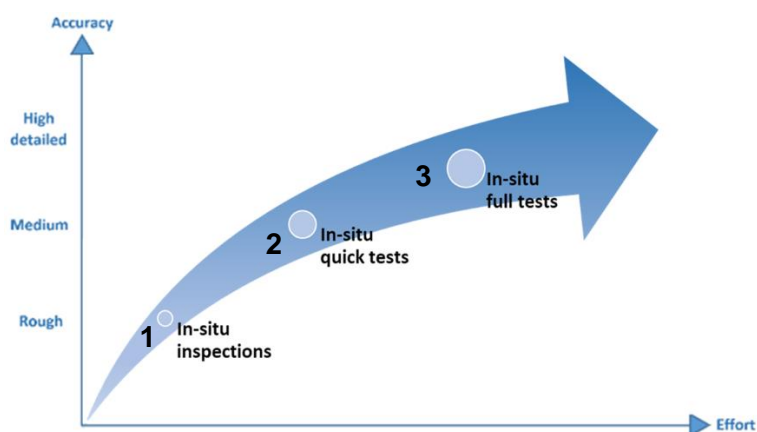 Accuracy
High
detailed
3
In-situ
full tests
Medium
2
In-situ
quick tests
Rough
1
In-situ
inspections
Effort